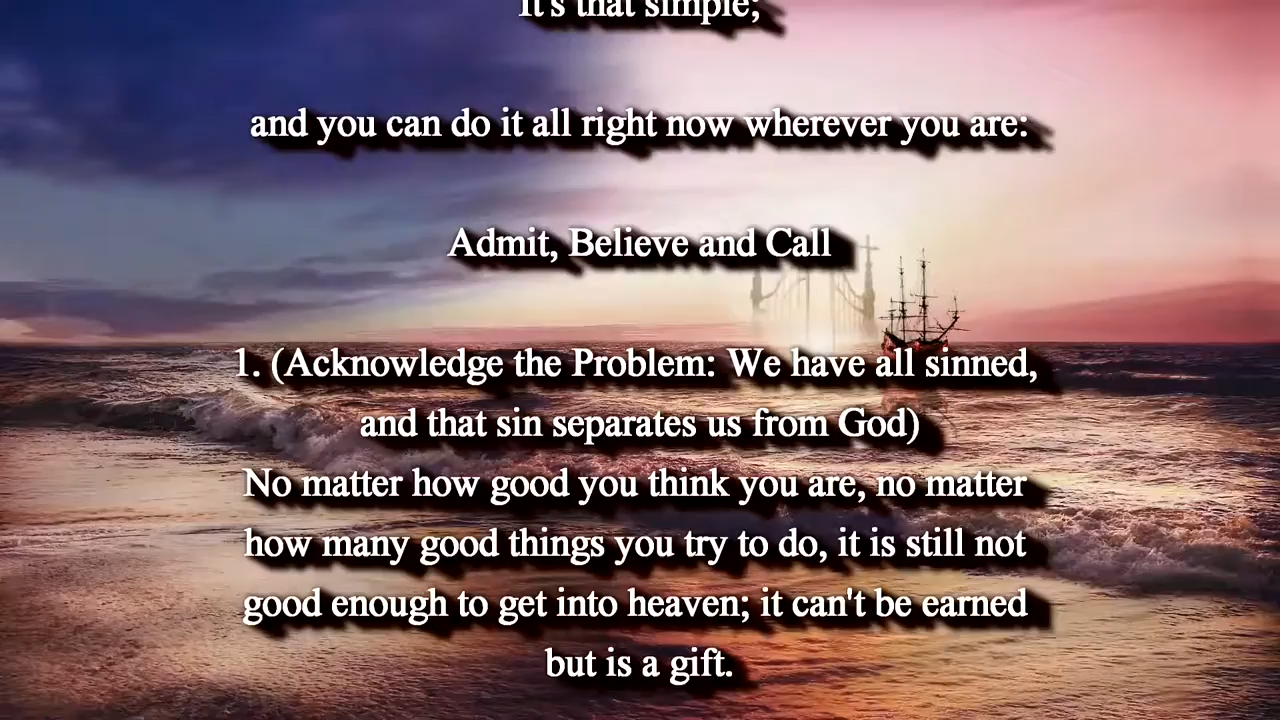 It's that simple;
and you can do it all right now wherever you are:
Admit, Believe and Call
1. (Acknowledge the Problem: We have all sinned,
and that sin separates us from God)
No matter how good you think you are, no matter
how many good things you try to do, it is still not
good enough to get into heaven; it can't be earned
but is a gift.